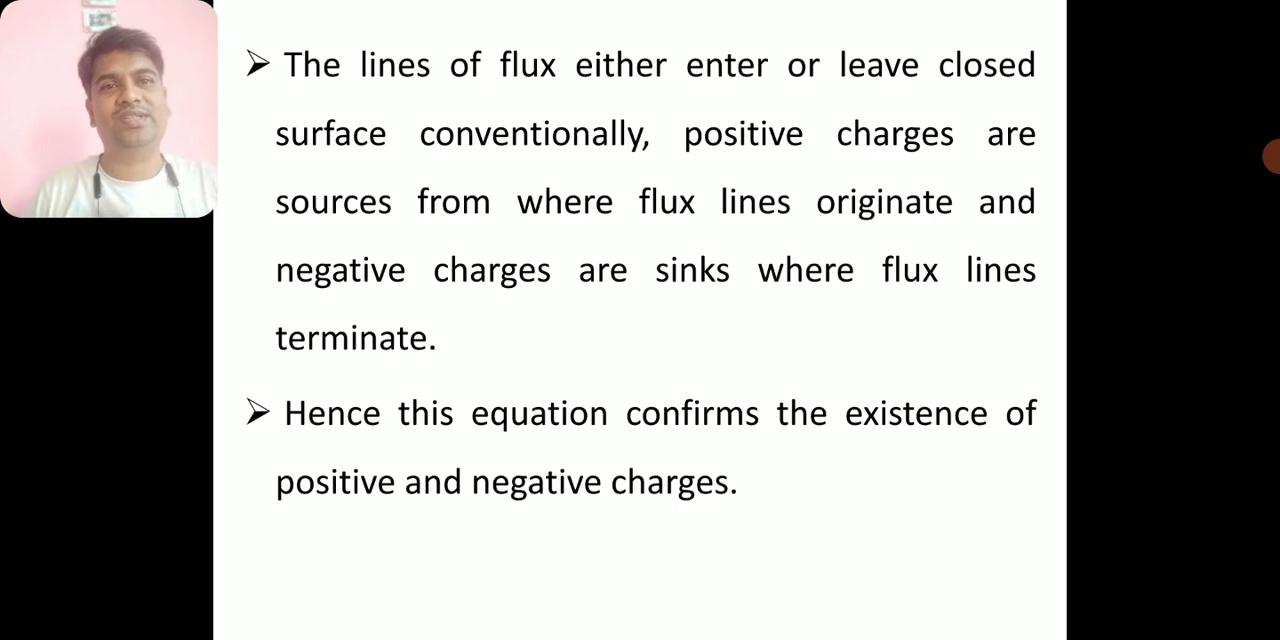 ➢ The lines of flux either enter or leave closed
surface conventionally, positive charges are
sources from where flux lines originate and
negative charges are sinks where flux lines
terminate.
➢ Hence this equation confirms the existence of
positive and negative charges.